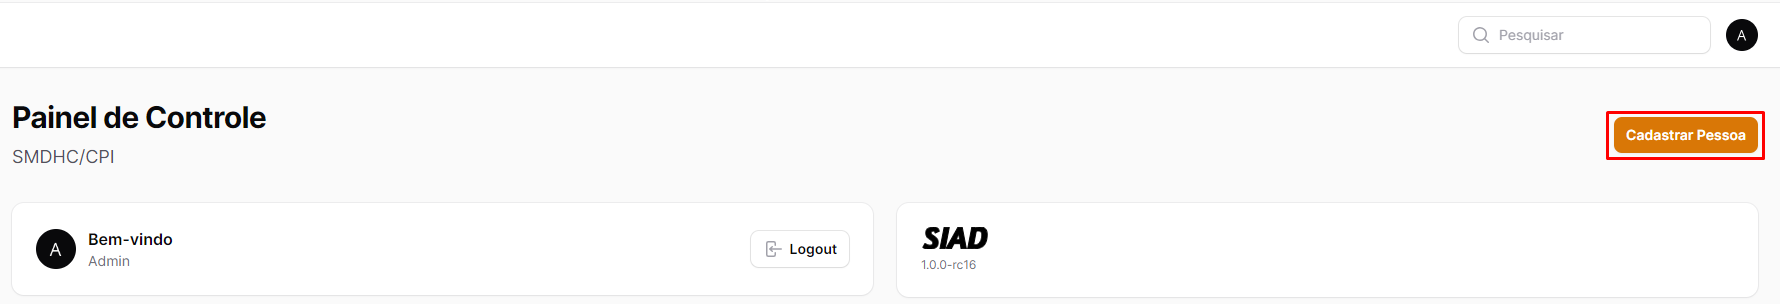 Pesquisar
A
Painel de Controle
SMDHC/CPI
Cadastrar Pessoa
A
Bem-vindo
Admin
Logout
SIAD
1.0.0-rc16